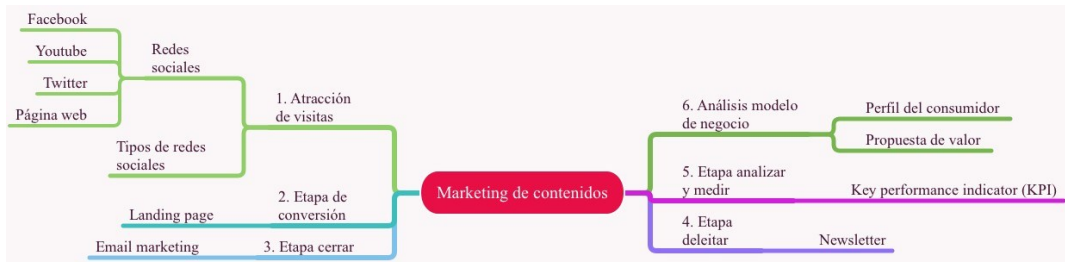 Facebook
Youtube
Twitter
Página web
Redes
sociales
Tipos de redes
sociales
1. Atracción
de visitas
Landing page
2. Etapa de
conversión
Email marketing
3. Etapa cerrar
Marketing de contenidos
6. Análisis modelo
de negocio
Perfil del consumidor
Propuesta de valor
5. Etapa analizar
y medir
Key performance indicator (KPI)
4. Etapa
deleitar
Newsletter